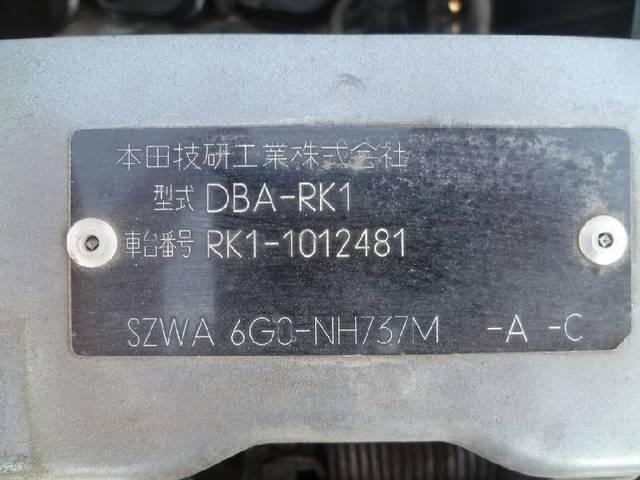 本田技研工業株式会社
型式 DBA-RK1
車台番号 RK1-1012481
SZWA 6G0-NH737M -A -C